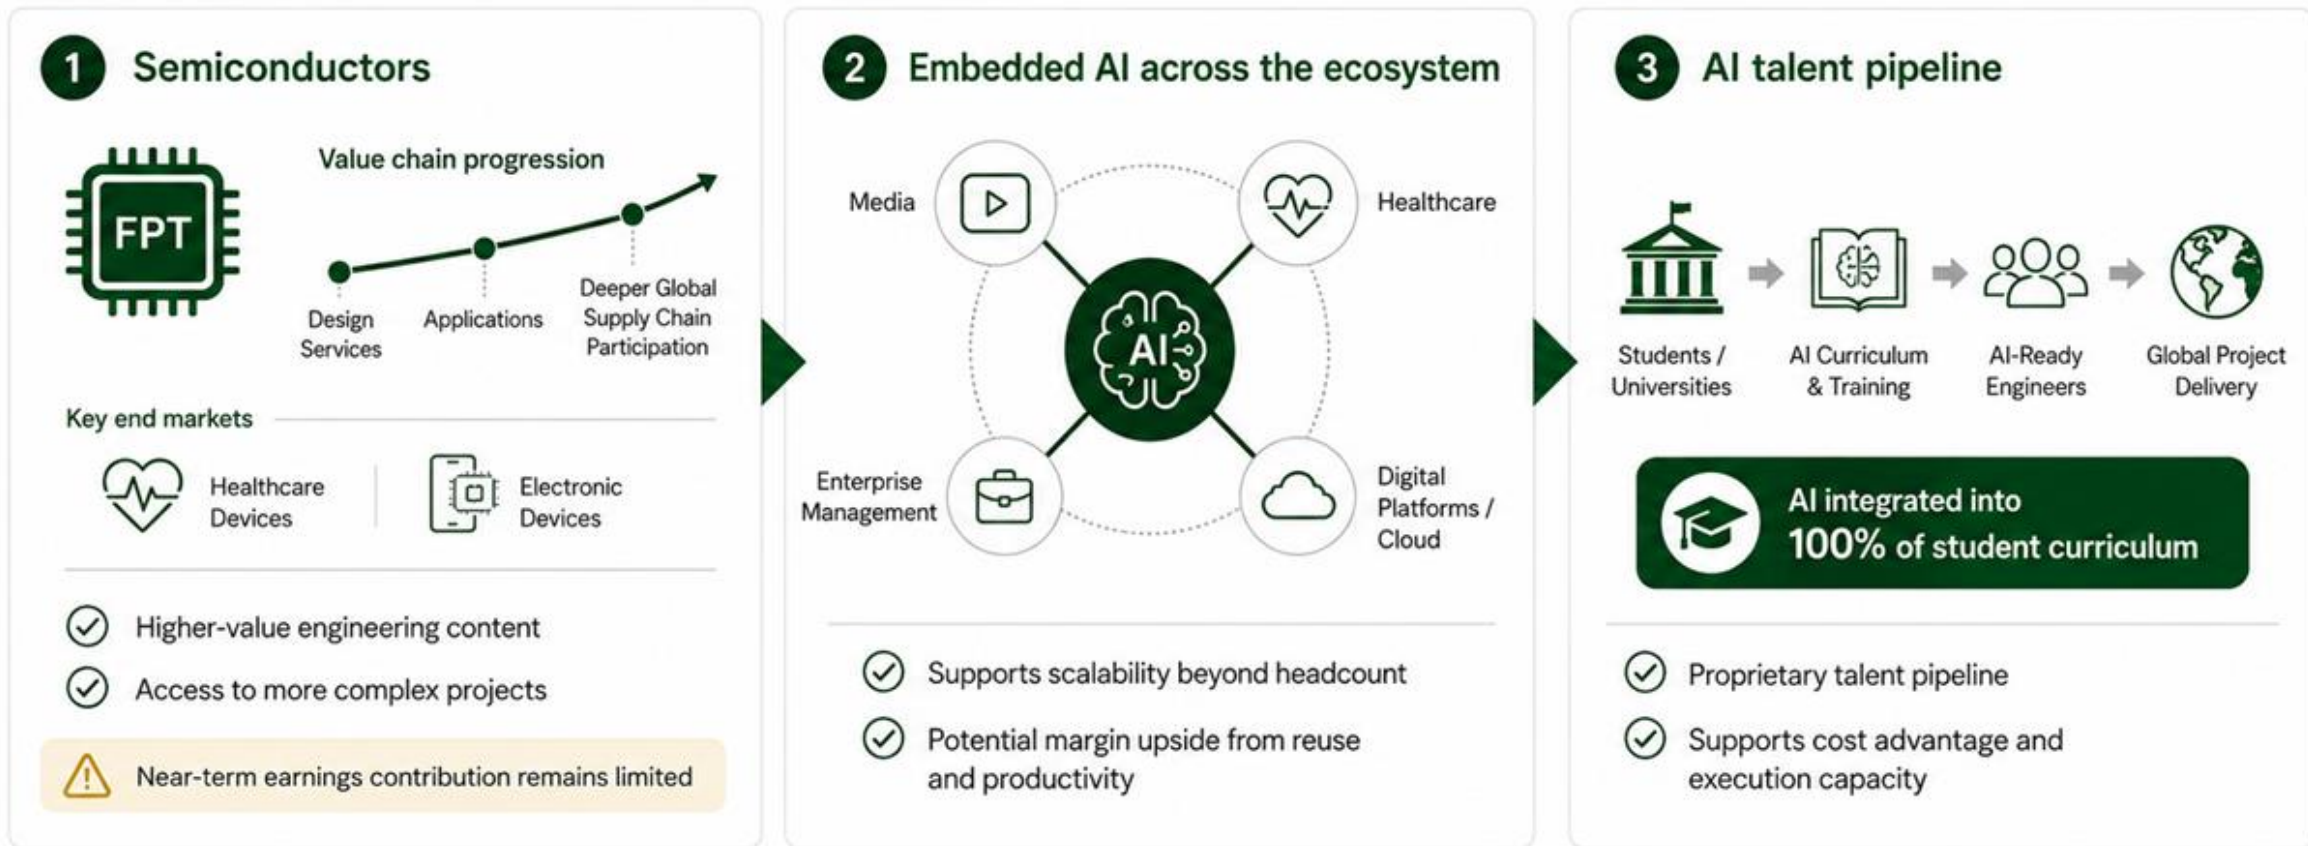 1 Semiconductors
FPT
Value chain progression
Design
Services
Applications
Deeper Global
Supply Chain
Participation
Key end markets
Healthcare
Devices
Electronic
Devices
Higher-value engineering content
Access to more complex projects
Near-term earnings contribution remains limited
2 Embedded AI across the ecosystem
Media
Healthcare
AI
Enterprise
Management
Digital
Platforms /
Cloud
Supports scalability beyond headcount
Potential margin upside from reuse
and productivity
3 AI talent pipeline
Students /
Universities
AI Curriculum
& Training
AI-Ready
Engineers
Global Project
Delivery
AI integrated into
100% of student curriculum
Proprietary talent pipeline
Supports cost advantage and
execution capacity